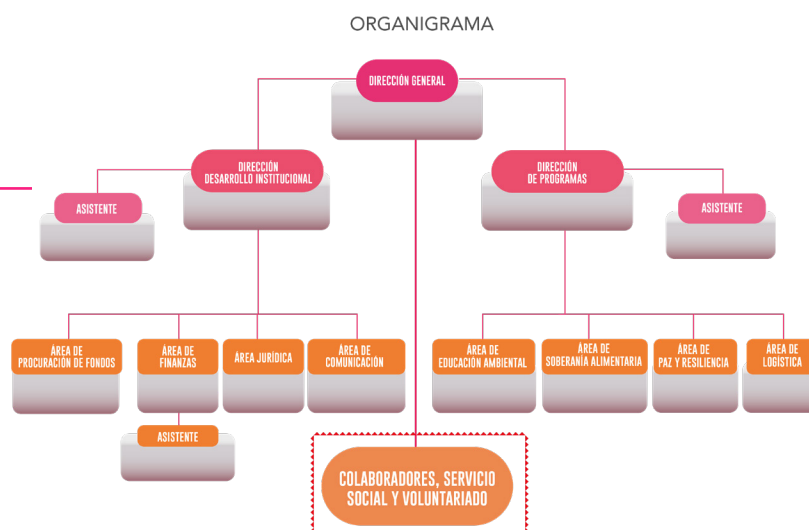 ORGANIGRAMA
DIRECCIÓN GENERAL
DIRECCIÓN
DESARROLLO INSTITUCIONAL
DIRECCIÓN
DE PROGRAMAS
ASISTENTE
ASISTENTE
ÁREA DE
PROCURACIÓN DE FONDOS
ÁREA DE
FINANZAS
ÁREA JURÍDICA
ÁREA DE
COMUNICACIÓN
ÁREA DE
EDUCACIÓN AMBIENTAL
ÁREA DE
SOBERANÍA ALIMENTARIA
ÁREA DE
PAZ Y RESILIENCIA
ÁREA DE
LOGÍSTICA
ASISTENTE
COLABORADORES, SERVICIO
SOCIAL Y VOLUNTARIADO